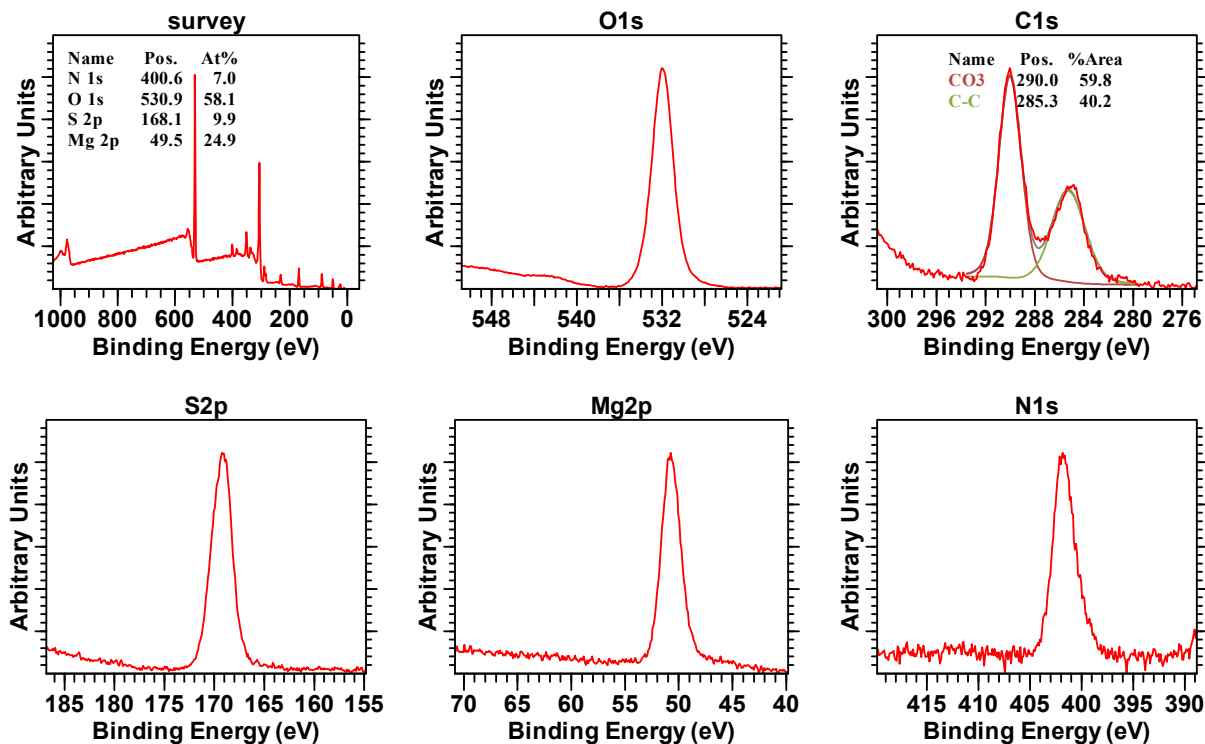 survey
Name Pos. At%
N 1s 400.6 7.0
O 1s 530.9 58.1
S 2p 168.1 9.9
Mg 2p 49.5 24.9
Arbitrary Units
1000 800 600 400 200 0
Binding Energy (eV)
O1s
Arbitrary Units
548 540 532 524
Binding Energy (eV)
C1s
Name Pos. %Area
CO3 290.0 59.8
C-C 285.3 40.2
Arbitrary Units
300 296 292 288 284 280 276
Binding Energy (eV)
S2p
Arbitrary Units
185 180 175 170 165 160 155
Binding Energy (eV)
Mg2p
Arbitrary Units
70 65 60 55 50 45 40
Binding Energy (eV)
N1s
Arbitrary Units
415 410 405 400 395 390
Binding Energy (eV)